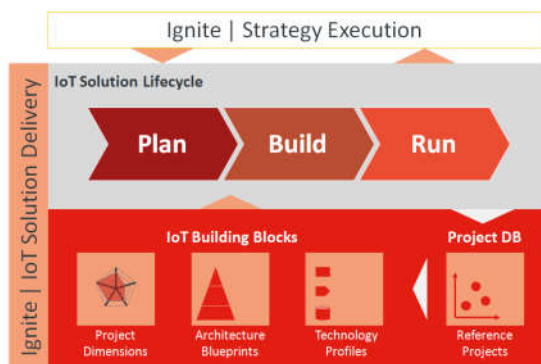 Ignite | Strategy Execution
Ignite | IoT Solution Delivery
IoT Solution Lifecycle
Plan
Build
Run
IoT Building Blocks
Project DB
Project
Dimensions
Architecture
Blueprints
Technology
Profiles
Reference
Projects